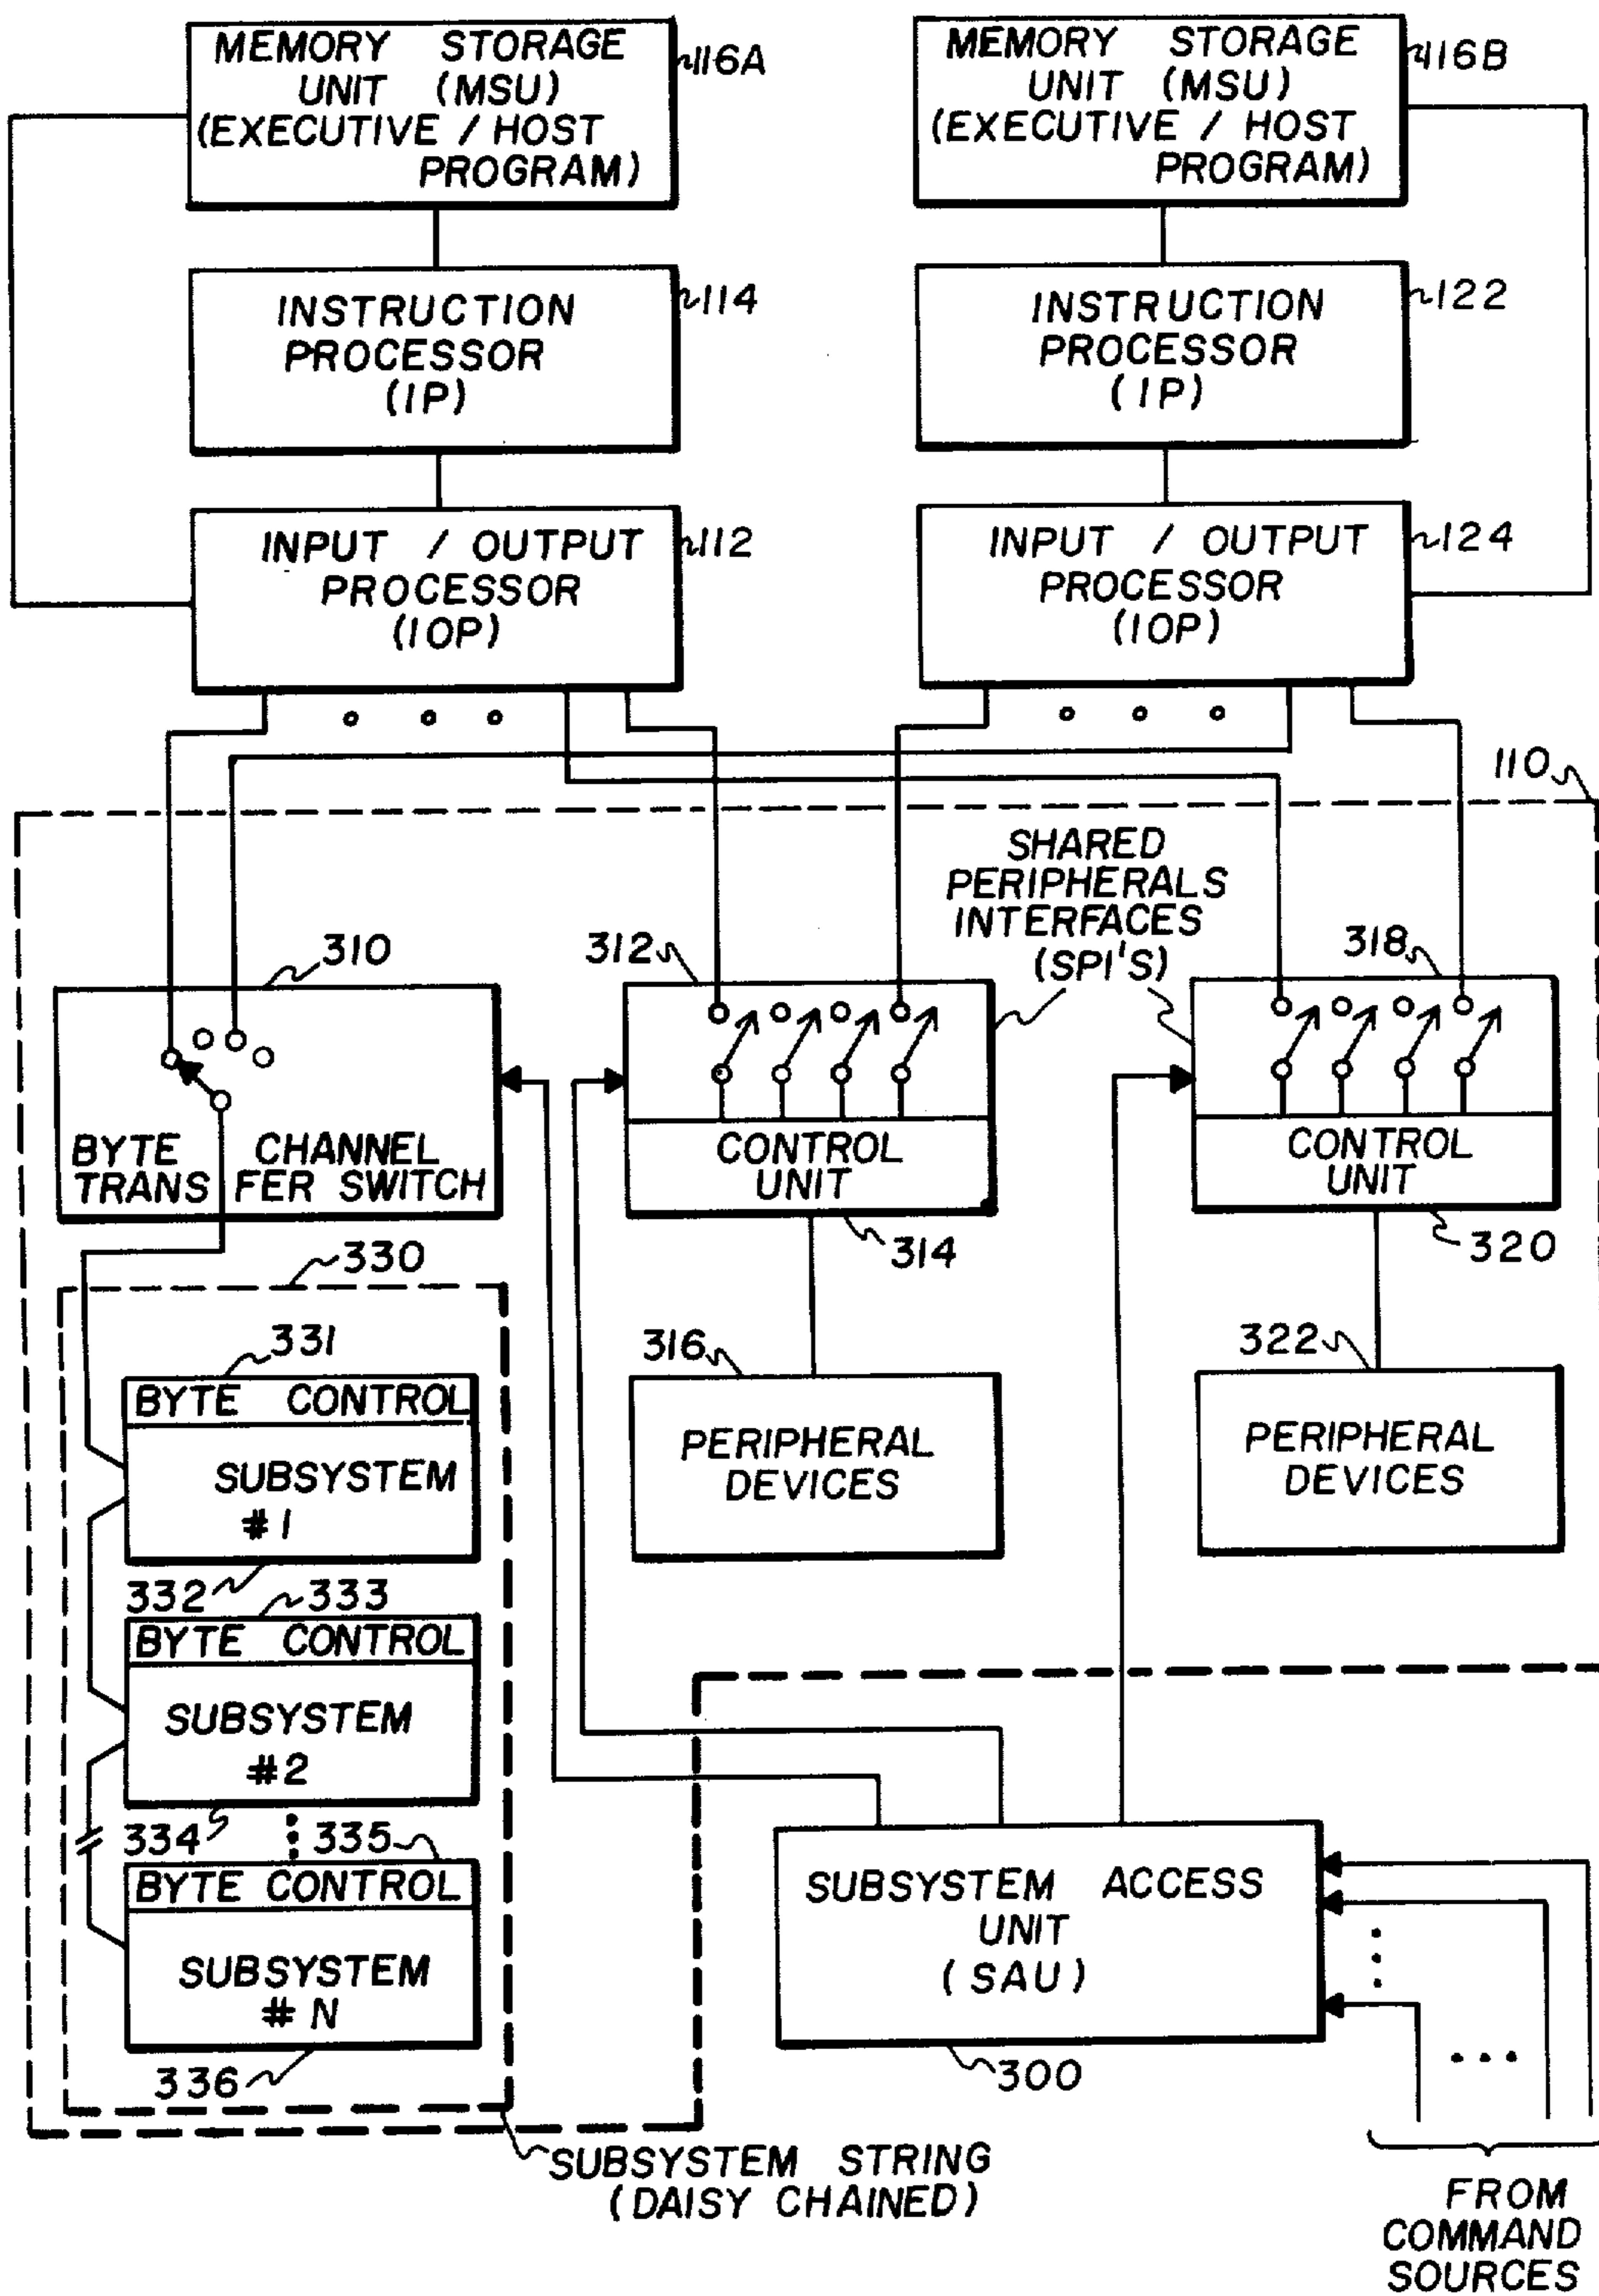 MEMORY STORAGE
UNIT (MSU)
(EXECUTIVE / HOST
PROGRAM)
116A
MEMORY STORAGE
UNIT (MSU)
(EXECUTIVE / HOST
PROGRAM)
116B
INSTRUCTION
PROCESSOR
(IP)
114
INSTRUCTION
PROCESSOR
(IP)
122
INPUT / OUTPUT
PROCESSOR
(IOP)
112
INPUT / OUTPUT
PROCESSOR
(IOP)
124
110
SHARED
PERIPHERALS
INTERFACES
(SPI'S)
310
312
318
BYTE CHANNEL
TRANS FER SWITCH
CONTROL
UNIT
314
CONTROL
UNIT
320
330
331
BYTE CONTROL
SUBSYSTEM
#1
332
316
PERIPHERAL
DEVICES
322
PERIPHERAL
DEVICES
333
BYTE CONTROL
SUBSYSTEM
#2
334
335
BYTE CONTROL
SUBSYSTEM
# N
336
SUBSYSTEM ACCESS
UNIT
(SAU)
300
SUBSYSTEM STRING
(DAISY CHAINED)
FROM
COMMAND
SOURCES